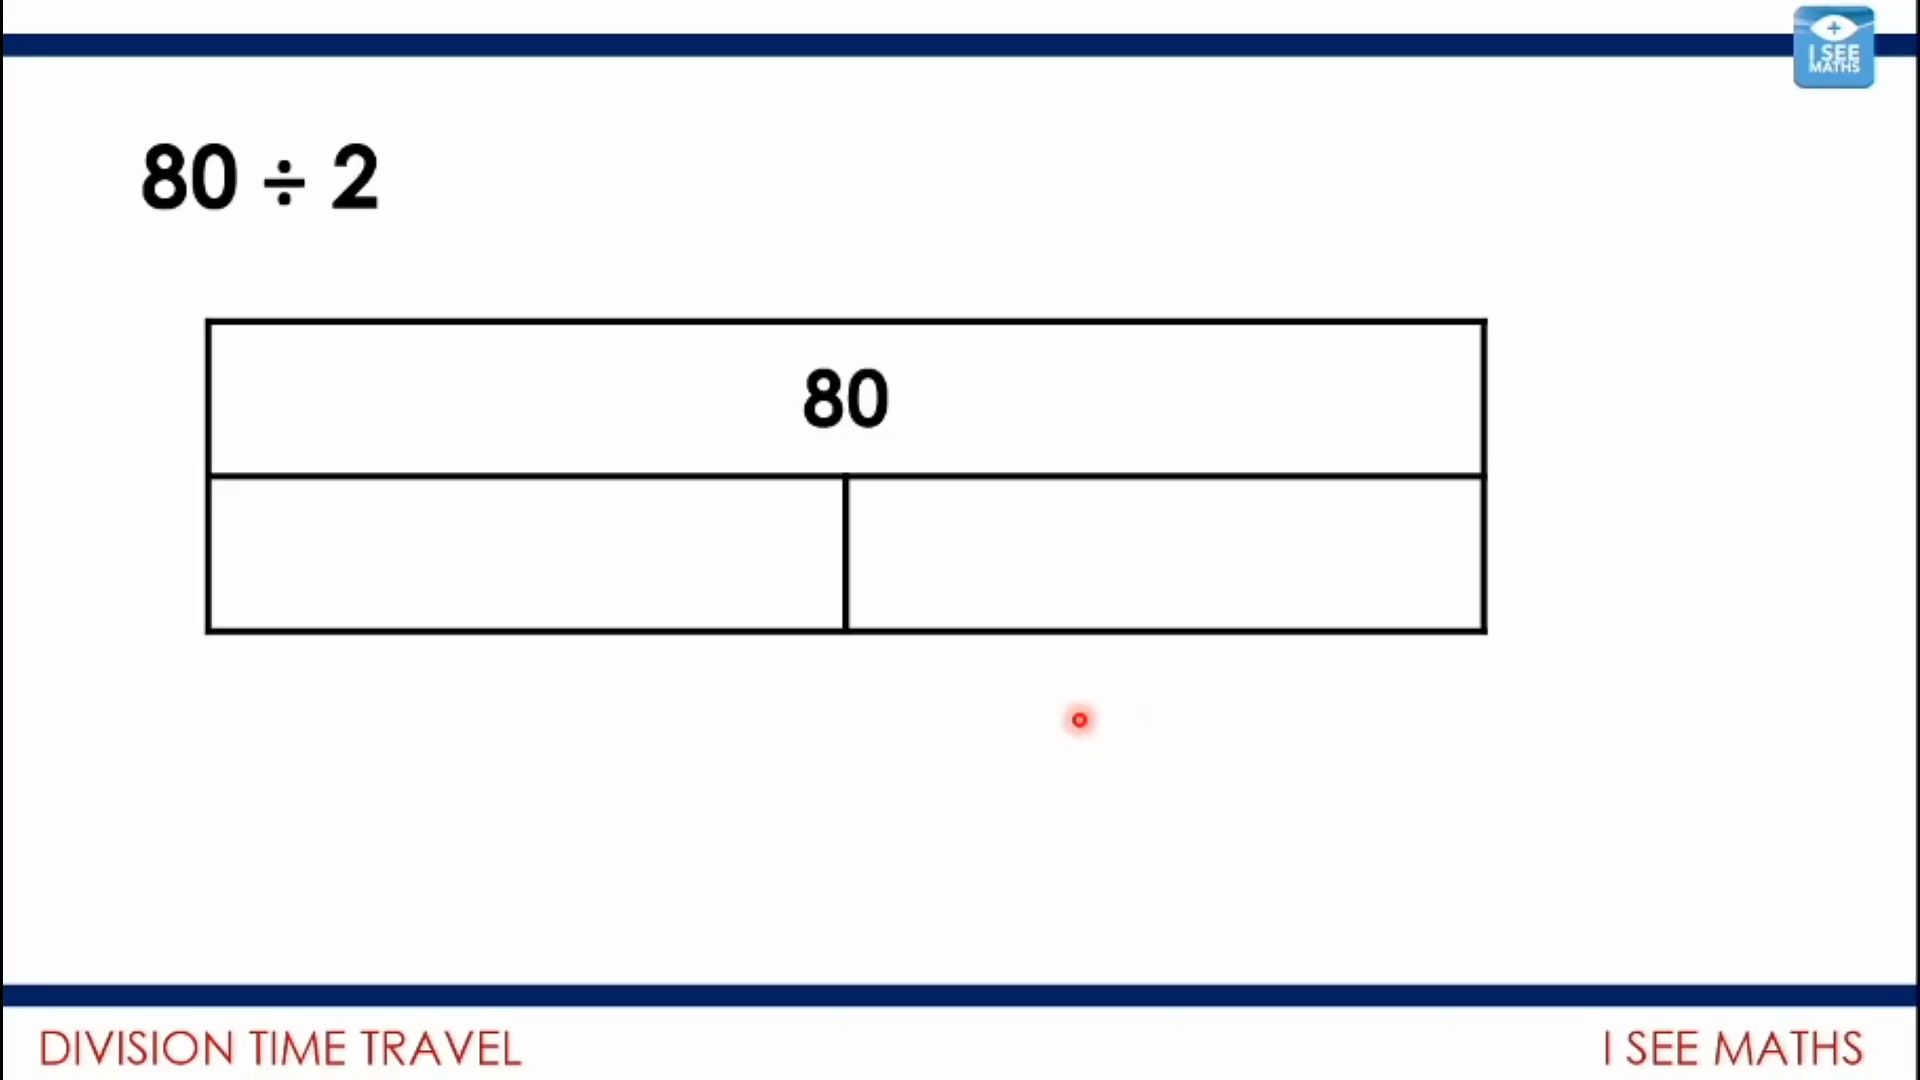 I SEE
MATHS
80 ÷ 2
80
DIVISION TIME TRAVEL
I SEE MATHS